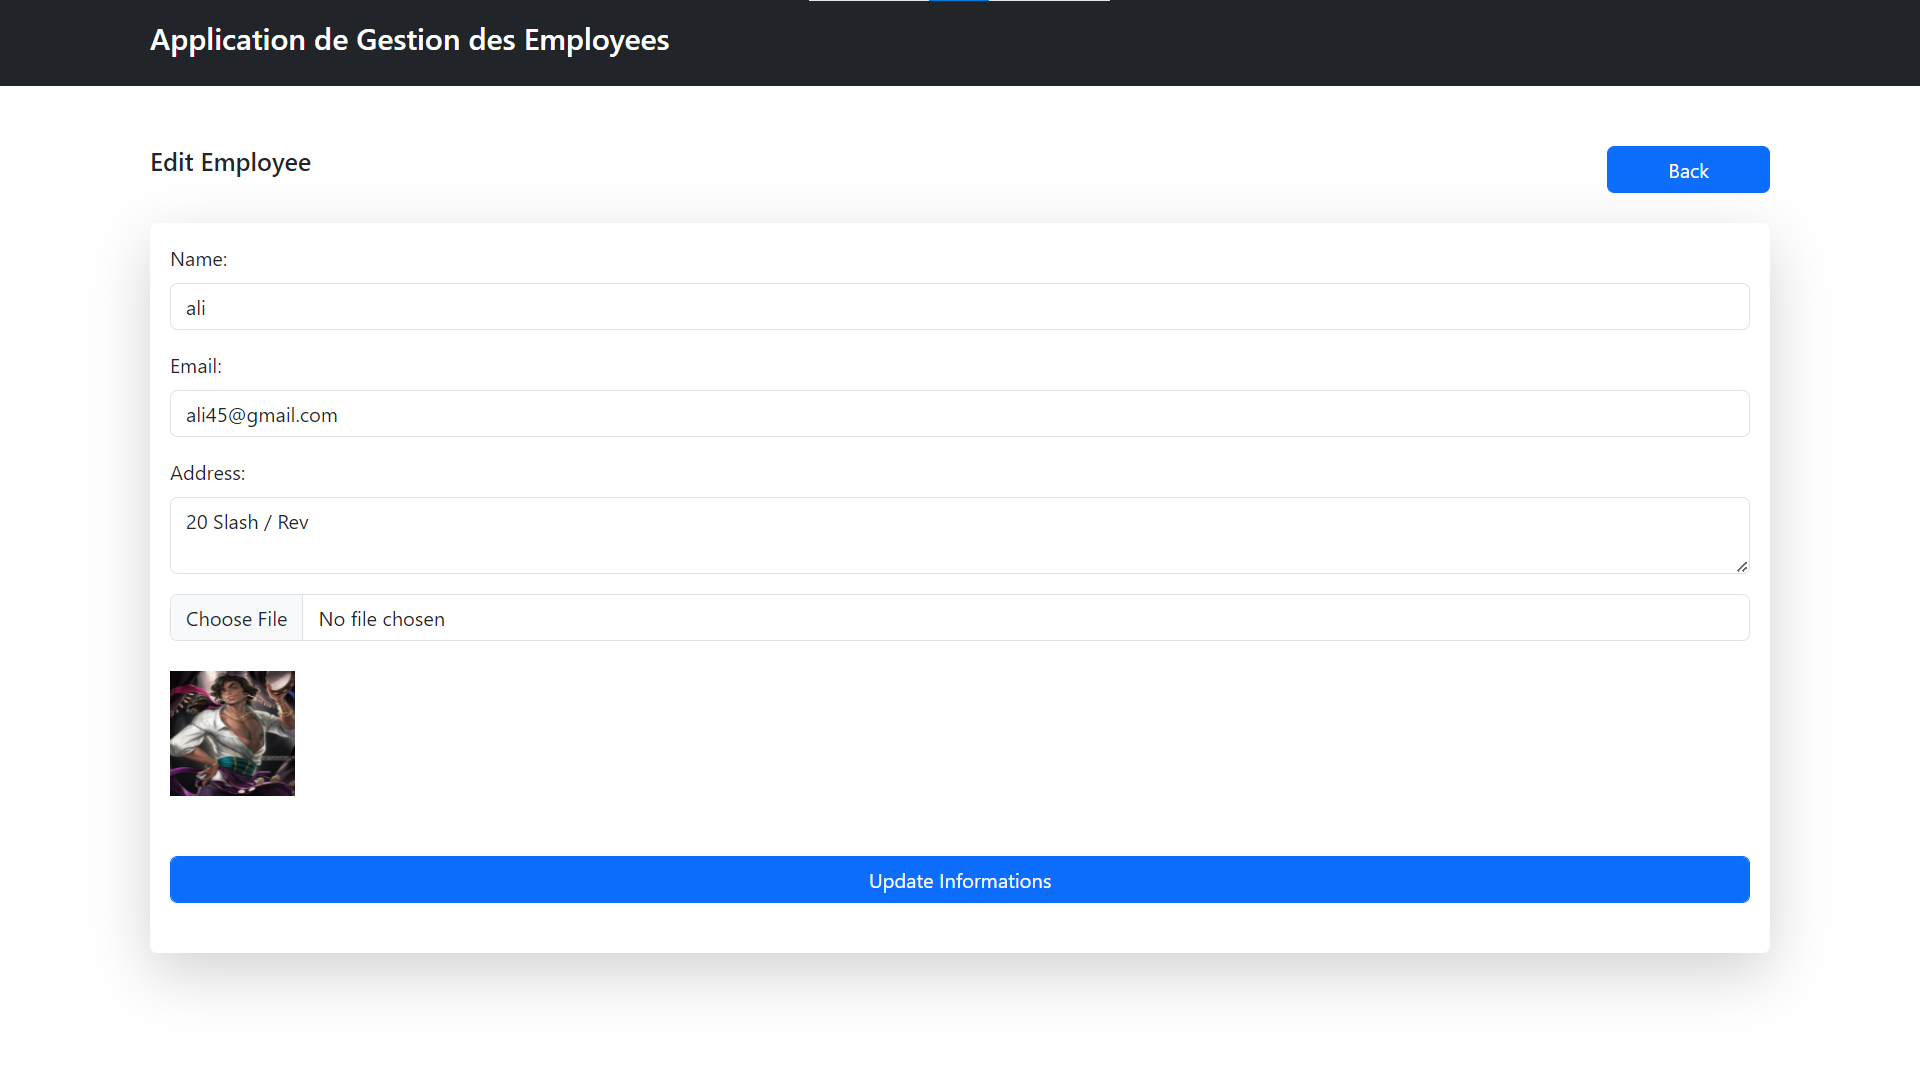 Application de Gestion des Employees
Edit Employee
Back
Name:
ali
Email:
ali45@gmail.com
Address:
20 Slash / Rev
Choose File No file chosen
Update Informations